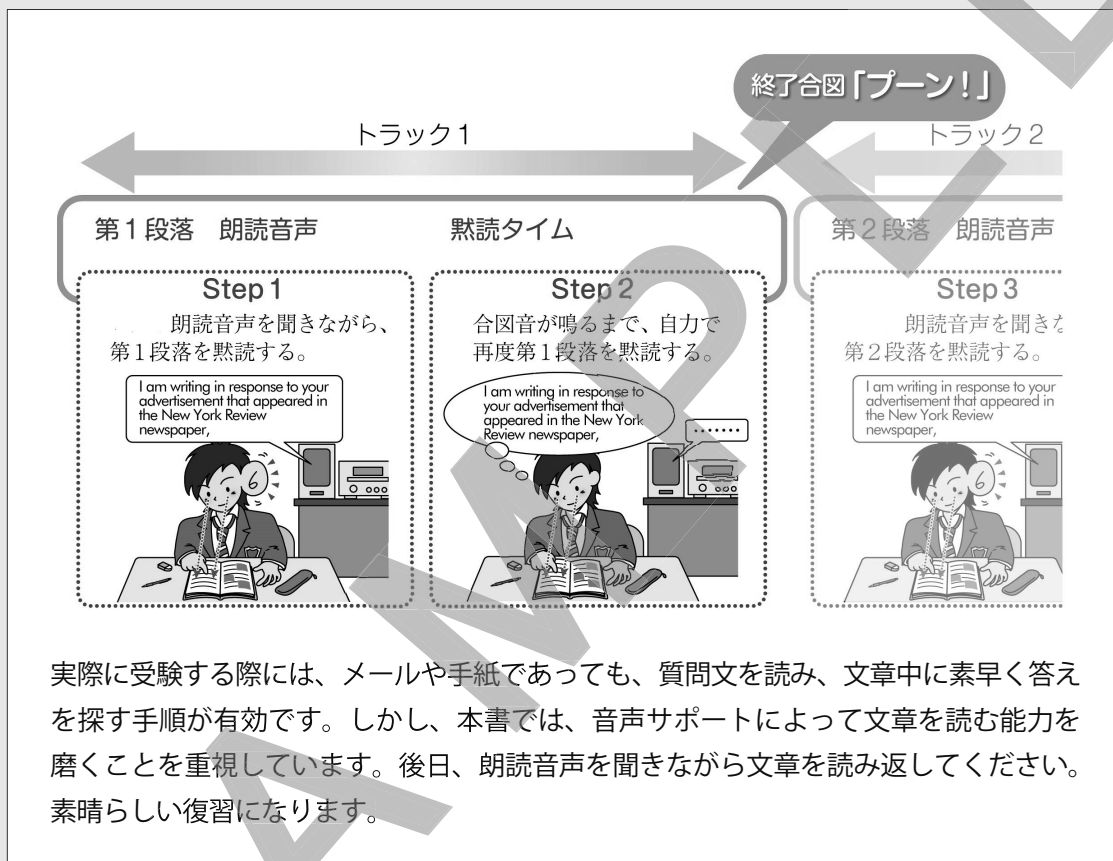 終了合図「プーン！」
トラック1
トラック2
第1段落　朗読音声
黙読タイム
第2段落　朗読音声
Step 1
朗読音声を聞きながら、
第1段落を黙読する。
I am writing in response to your
advertisement that appeared in
the New York Review
newspaper,
Step 2
合図音が鳴るまで、自力で
再度第1段落を黙読する。
I am writing in response to
your advertisement that
appeared in the New York
Review newspaper,
........
Step 3
朗読音声を聞きな
第2段落を黙読する。
I am writing in response to your
advertisement that appeared in
the New York Review
newspaper,
実際に受験する際には、メールや手紙であっても、質問文を読み、文章中に素早く答え
を探す手順が有効です。しかし、本書では、音声サポートによって文章を読む能力を
磨くことを重視しています。後日、朗読音声を聞きながら文章を読み返してください。
素晴らしい復習になります。
AMPLE